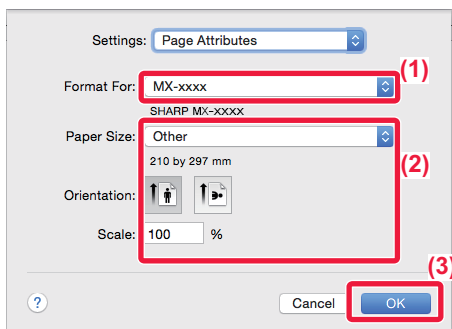 Settings: Page Attributes
(1)
Format For: MX-xxxx
SHARP MX-xxxx
Paper Size: Other
(2)
210 by 297 mm
Orientation:
Scale: 100 %
(3)
? Cancel OK